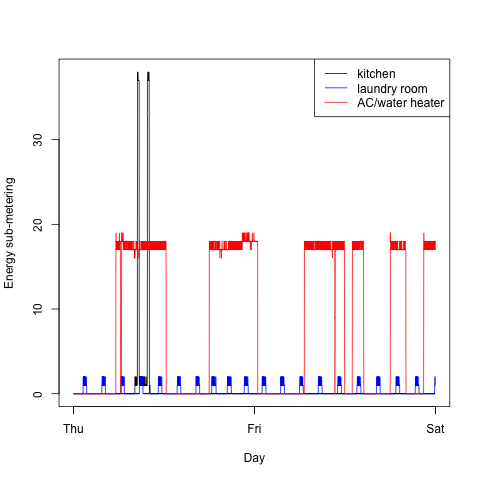 kitchen
laundry room
AC/water heater
Energy sub-metering
30
20
10
0
Thu
Fri
Sat
Day